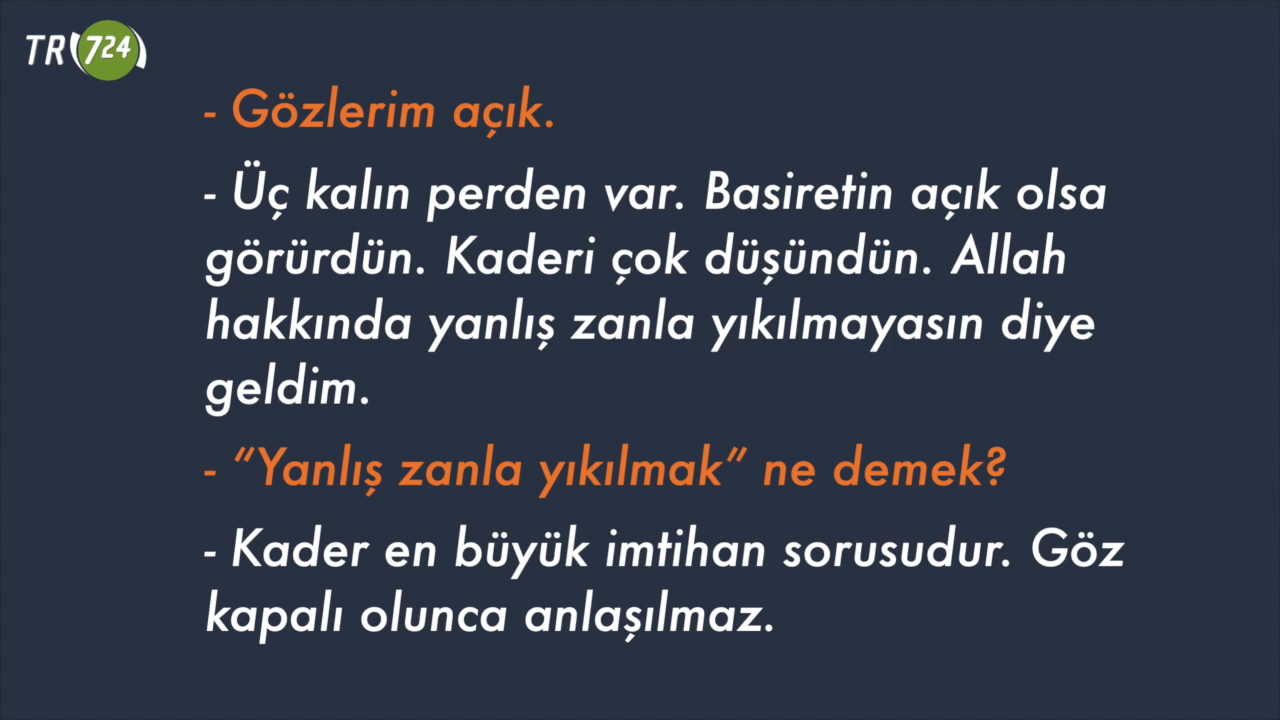 TR 724
- Gözlerim açık.
- Üç kalın perden var. Basiretin açık olsa
görürdün. Kaderi çok düşündün. Allah
hakkında yanlış zanla yıkılmayasın diye
geldim.
- “Yanlış zanla yıkılmak” ne demek?
- Kader en büyük imtihan sorusudur. Göz
kapalı olunca anlaşılmaz.